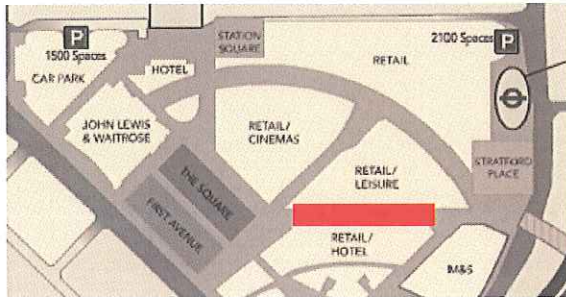 P
1500 Spaces
CAR PARK
HOTEL
STATION
SQUARE
2100 Spaces
P
RETAIL
JOHN LEWIS
& WAITROSE
RETAIL/
CINEMAS
THE SQUARE
FIRST AVENUE
RETAIL/
LEISURE
STRATFORD
PLACE
RETAIL/
HOTEL
M&S